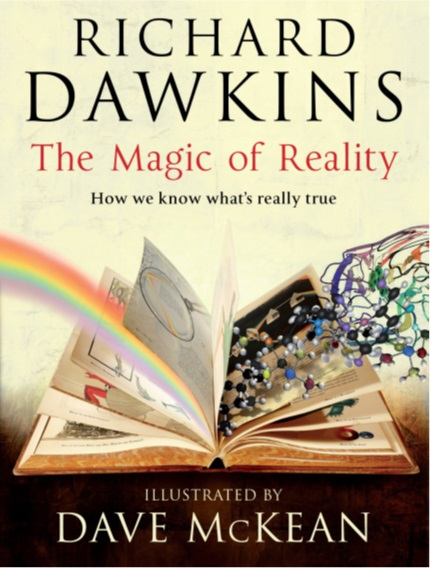 RICHARD
DAWKINS
The Magic of Reality
How we know what's really true
ILLUSTRATED BY
DAVE McKEAN